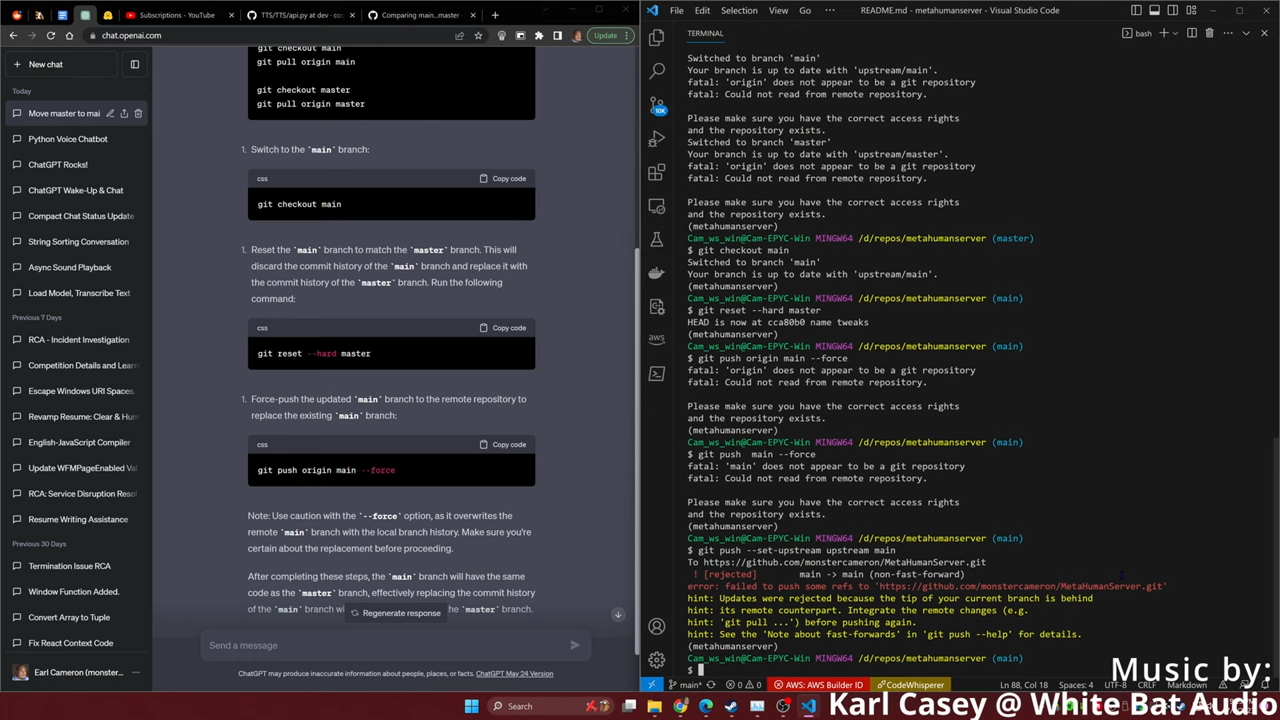 Subscriptions - YouTube
TTS/TTS/api.py at dev · co
Comparing main...master
chat.openai.com
Update
New chat
Today
Move master to mai
Python Voice Chatbot
ChatGPT Rocks!
ChatGPT Wake-Up & Chat
Compact Chat Status Update
String Sorting Conversation
Async Sound Playback
Load Model, Transcribe Text
Previous 7 Days
RCA - Incident Investigation
Competition Details and Learn
Escape Windows URI Spaces.
Revamp Resume: Clear & Hum
English-JavaScript Compiler
Update WFMPageEnabled Val
RCA: Service Disruption Resol
Resume Writing Assistance
Previous 30 Days
Termination Issue RCA
Window Function Added.
Convert Array to Tuple
Fix React Context Code
Earl Cameron (monster...
git checkout main
git pull origin main
git checkout master
git pull origin master
1. Switch to the `main` branch:
css
Copy code
git checkout main
1. Reset the `main` branch to match the `master` branch. This will
discard the commit history of the `main` branch and replace it with
the commit history of the `master` branch. Run the following
command:
css
Copy code
git reset --hard master
1. Force-push the updated `main` branch to the remote repository to
replace the existing `main` branch:
css
Copy code
git push origin main --force
Note: Use caution with the `--force` option, as it overwrites the
remote `main` branch with the local branch history. Make sure you're
certain about the replacement before proceeding.
After completing these steps, the `main` branch will have the same
code as the `master` branch, effectively replacing the commit history
of the `main` branch wi
the `master` branch.
Regenerate response
Send a message
ChatGPT may produce inaccurate information about people, places, or facts. ChatGPT May 24 Version
Search
File Edit Selection View Go ···
README.md - metahumanserver - Visual Studio Code
TERMINAL
bash
10K
aws
Switched to branch 'main'
Your branch is up to date with 'upstream/main'.
fatal: 'origin' does not appear to be a git repository
fatal: Could not read from remote repository.
Please make sure you have the correct access rights
and the repository exists.
Switched to branch 'master'
Your branch is up to date with 'upstream/master'.
fatal: 'origin' does not appear to be a git repository
fatal: Could not read from remote repository.
Please make sure you have the correct access rights
and the repository exists.
(metahumanserver)
Cam_ws_win@Cam-EPYC-Win MINGW64 /d/repos/metahumanserver (master)
$ git checkout main
Switched to branch 'main'
Your branch is up to date with 'upstream/main'.
(metahumanserver)
Cam_ws_win@Cam-EPYC-Win MINGW64 /d/repos/metahumanserver (main)
$ git reset --hard master
HEAD is now at cca80b0 name tweaks
(metahumanserver)
Cam_ws_win@Cam-EPYC-Win MINGW64 /d/repos/metahumanserver (main)
$ git push origin main --force
fatal: 'origin' does not appear to be a git repository
fatal: Could not read from remote repository.
Please make sure you have the correct access rights
and the repository exists.
(metahumanserver)
Cam_ws_win@Cam-EPYC-Win MINGW64 /d/repos/metahumanserver (main)
$ git push  main --force
fatal: 'main' does not appear to be a git repository
fatal: Could not read from remote repository.
Please make sure you have the correct access rights
and the repository exists.
(metahumanserver)
Cam_ws_win@Cam-EPYC-Win MINGW64 /d/repos/metahumanserver (main)
$ git push --set-upstream upstream main
To https://github.com/monstercameron/MetaHumanServer.git
! [rejected] main -> main (non-fast-forward)
error: failed to push some refs to 'https://github.com/monstercameron/MetaHumanServer.git'
hint: Updates were rejected because the tip of your current branch is behind
hint: its remote counterpart. Integrate the remote changes (e.g.
hint: 'git pull ...') before pushing again.
hint: See the 'Note about fast-forwards' in 'git push --help' for details.
(metahumanserver)
Cam_ws_win@Cam-EPYC-Win MINGW64 /d/repos/metahumanserver (main)
$
main* 0 0 AWS: AWS Builder ID CodeWhisperer Ln 88, Col 18 Spaces: 4 UTF-8 CRLF Markdown
Music by:
Karl Casey @ White Bat Audio